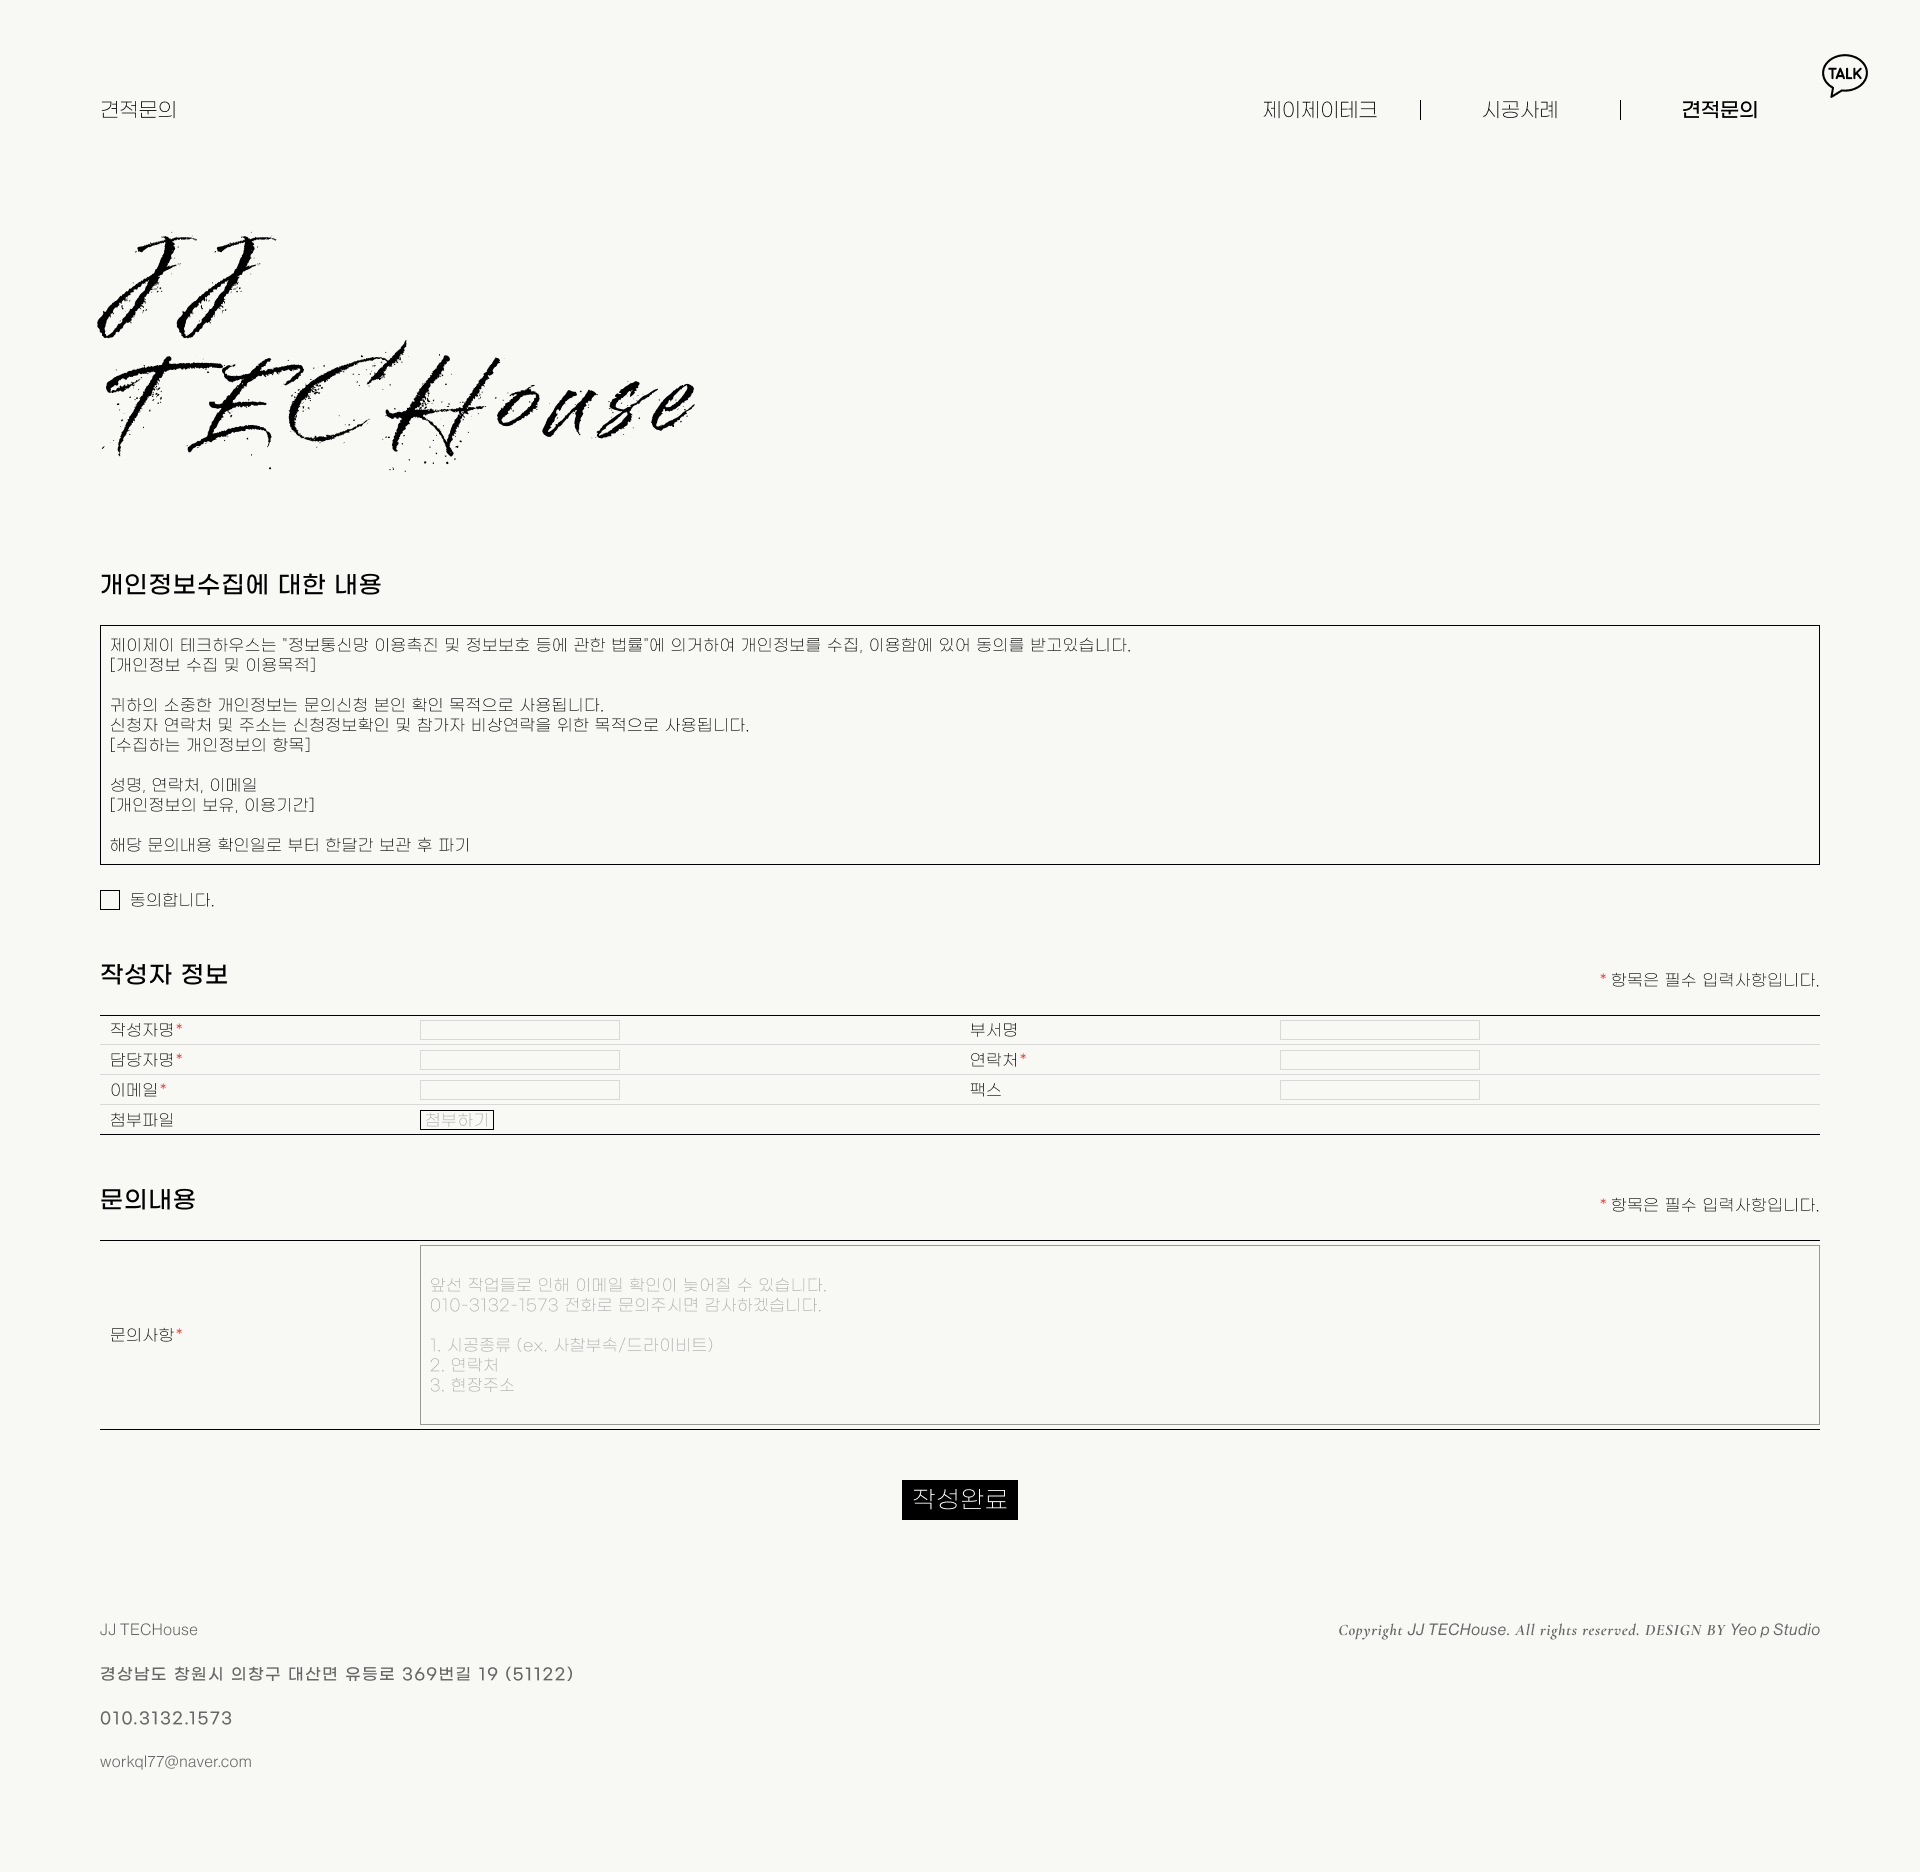 TALK
견적문의
제이제이테크
시공사례
견적문의
JJ
TECHouse
개인정보수집에 대한 내용
제이제이 테크하우스는 "정보통신망 이용촉진 및 정보보호 등에 관한 법률"에 의거하여 개인정보를 수집, 이용함에 있어 동의를 받고있습니다.
[개인정보 수집 및 이용목적]
귀하의 소중한 개인정보는 문의신청 본인 확인 목적으로 사용됩니다.
신청자 연락처 및 주소는 신청정보확인 및 참가자 비상연락을 위한 목적으로 사용됩니다.
[수집하는 개인정보의 항목]
성명, 연락처, 이메일
[개인정보의 보유, 이용기간]
해당 문의내용 확인일로 부터 한달간 보관 후 파기
동의합니다.
작성자 정보
* 항목은 필수 입력사항입니다.
작성자명*
부서명
담당자명*
연락처*
이메일*
팩스
첨부파일
첨부하기
문의내용
* 항목은 필수 입력사항입니다.
문의사항*
앞선 작업들로 인해 이메일 확인이 늦어질 수 있습니다.
010-3132-1573 전화로 문의주시면 감사하겠습니다.
1. 시공종류 (ex. 사찰부속/드라이비트)
2. 연락처
3. 현장주소
작성완료
JJ TECHouse
Copyright JJ TECHouse. All rights reserved. DESIGN BY Yeo p Studio
경상남도 창원시 의창구 대산면 유등로 369번길 19 (51122)
010.3132.1573
workql77@naver.com